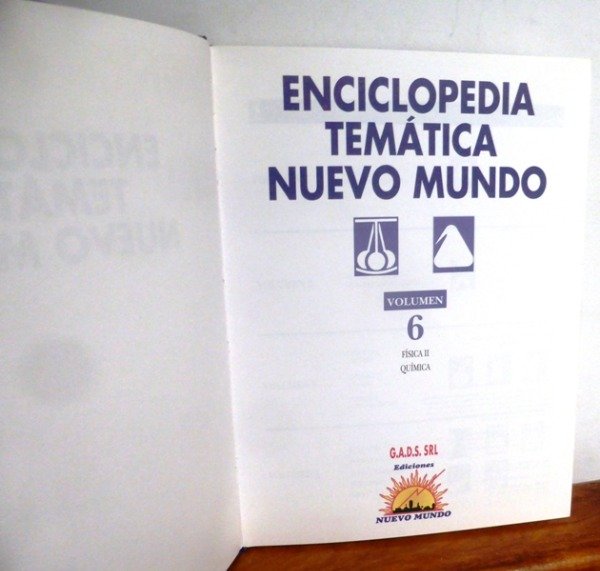 ENCICLOPEDIA
TEMÁTICA
NUEVO MUNDO
VOLUMEN
6
FÍSICA II
QUÍMICA
G.A.D.S. SRL
Ediciones
NUEVO MUNDO